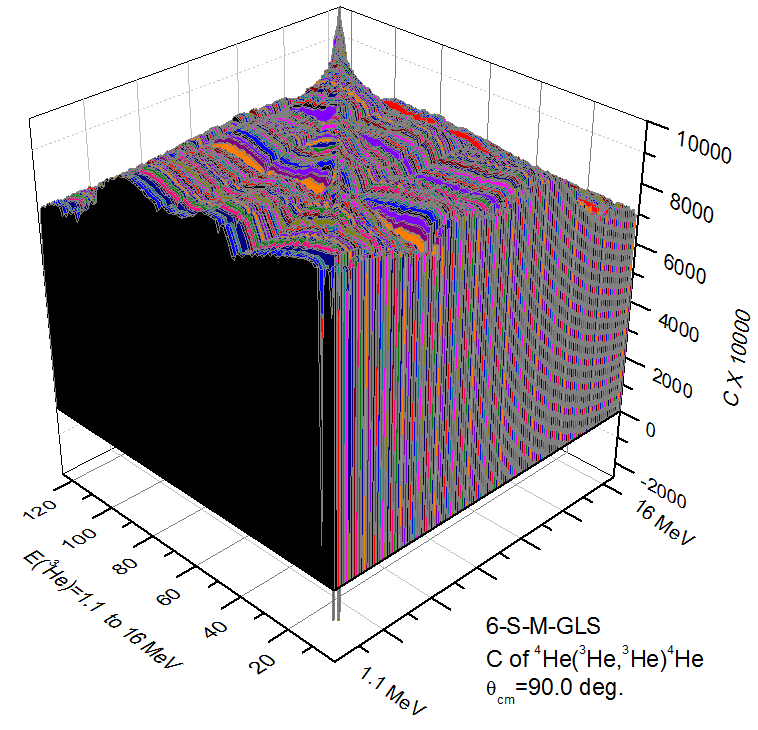 10000
8000
6000
4000
2000
0
-2000
C X 10000
16 MeV
1.1 MeV
120
100
80
60
40
20
E(³He)=1.1 to 16 MeV
6-S-M-GLS
C of ⁴He(³He,³He)⁴He
θcm=90.0 deg.